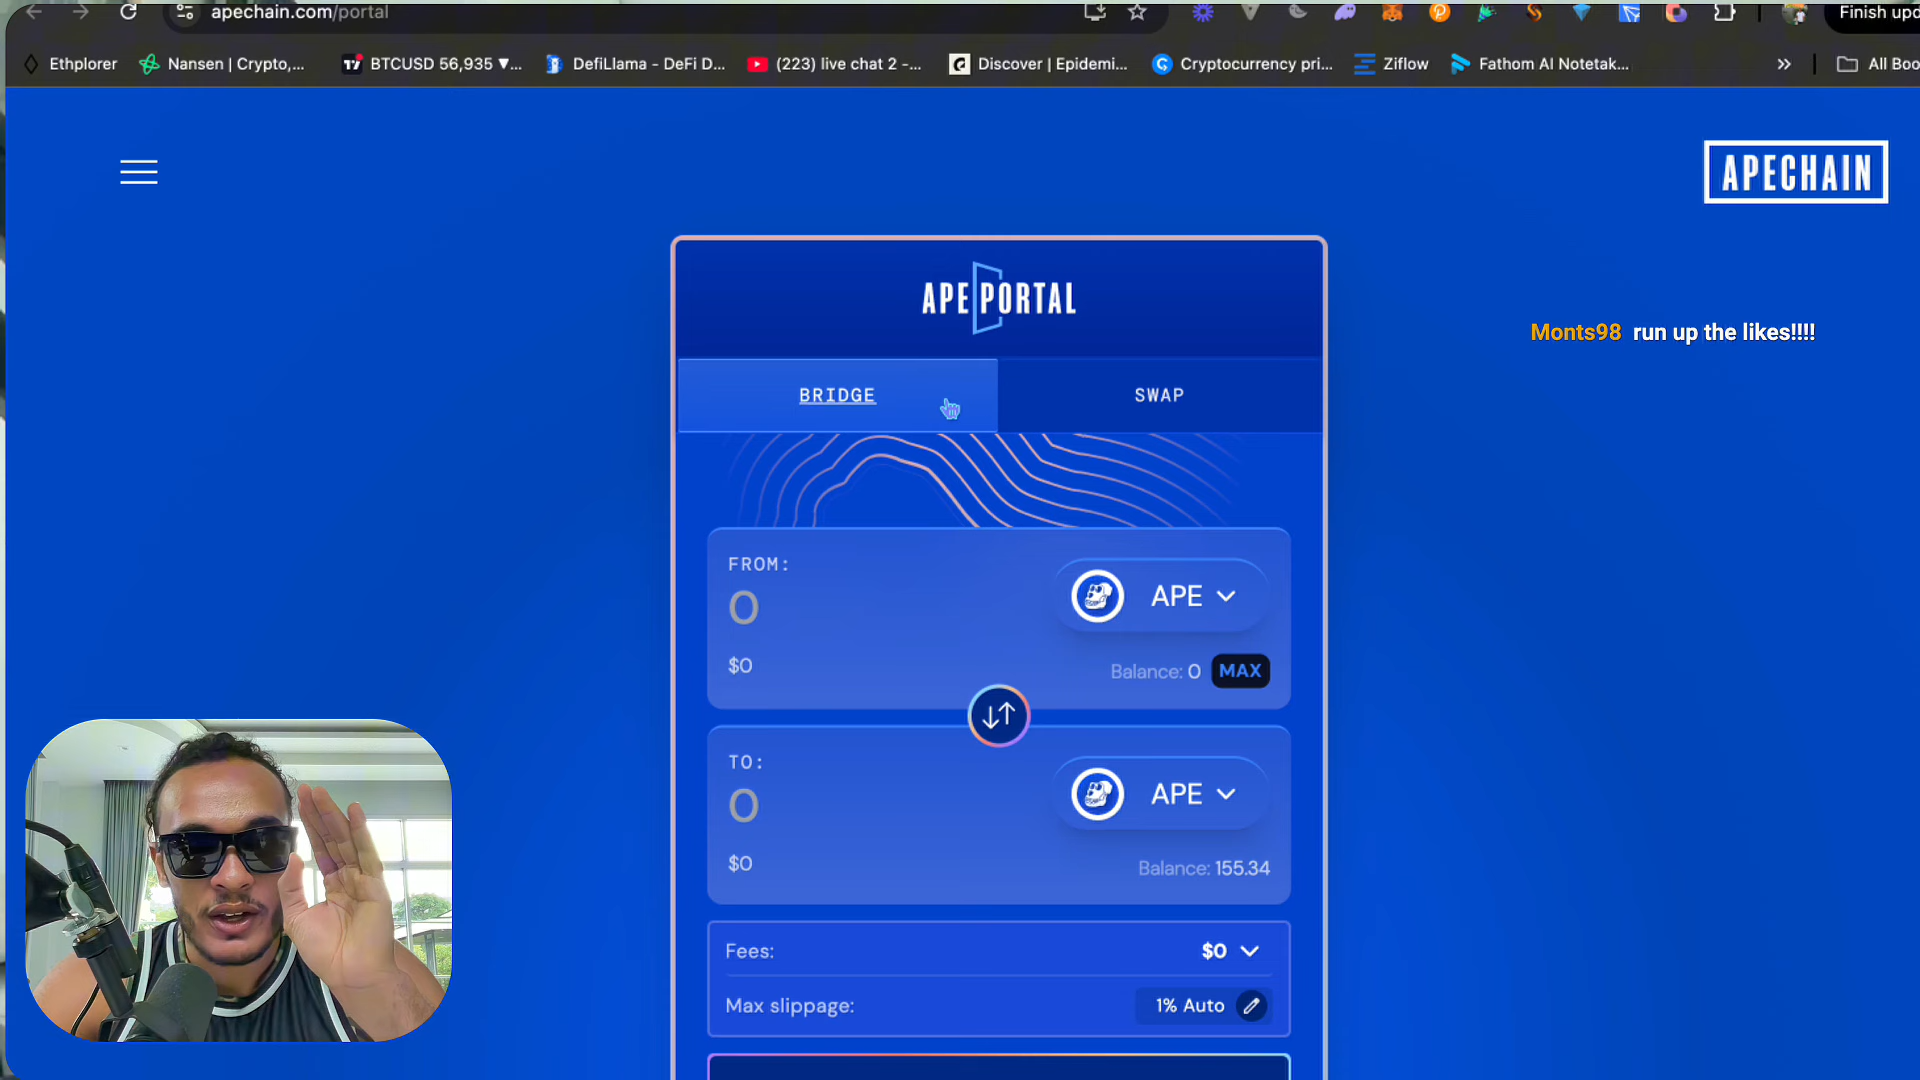 apechain.com/portal
Finish upd
Ethplorer
Nansen | Crypto,...
BTCUSD 56,935 ▼...
DefiLlama - DeFi D...
(223) live chat 2 -...
Discover | Epidemi...
Cryptocurrency pri...
Ziflow
Fathom AI Notetak...
All Boo
APECHAIN
APE PORTAL
Monts98 run up the likes!!!!
BRIDGE
SWAP
FROM:
0
APE
$0
Balance: 0 MAX
TO:
0
APE
$0
Balance: 155.34
Fees:
$0
Max slippage:
1% Auto